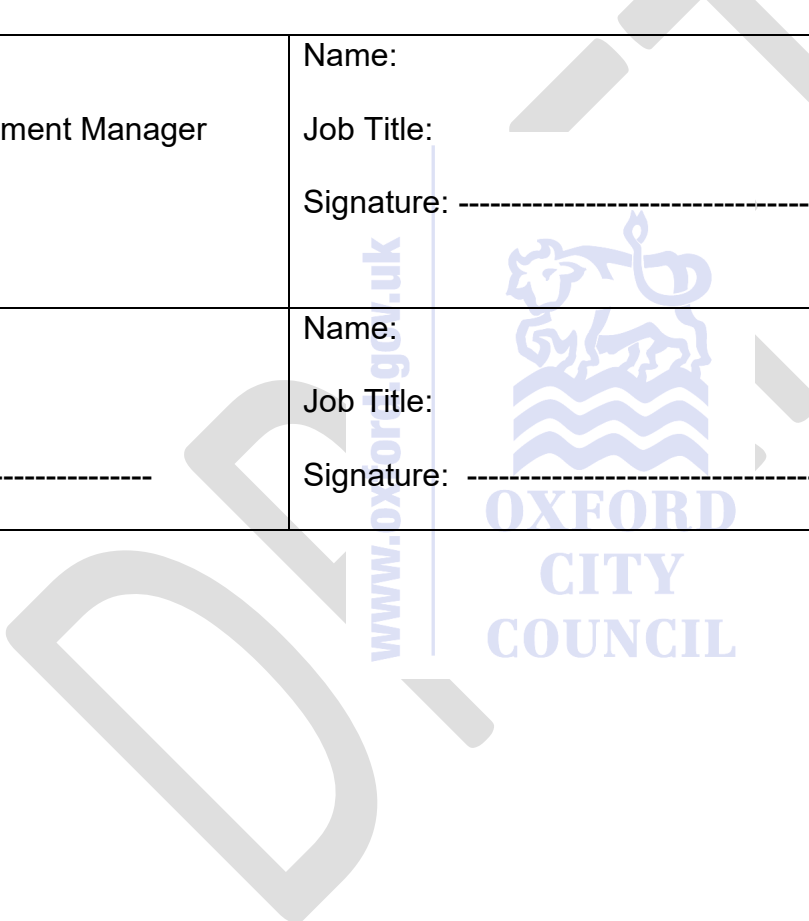 Name:
ment Manager Job Title:
Signature: --------------------------------
Name:
Job Title:
--------------- Signature: --------------------------------
www.oxford.gov.uk
OXFORD
CITY
COUNCIL